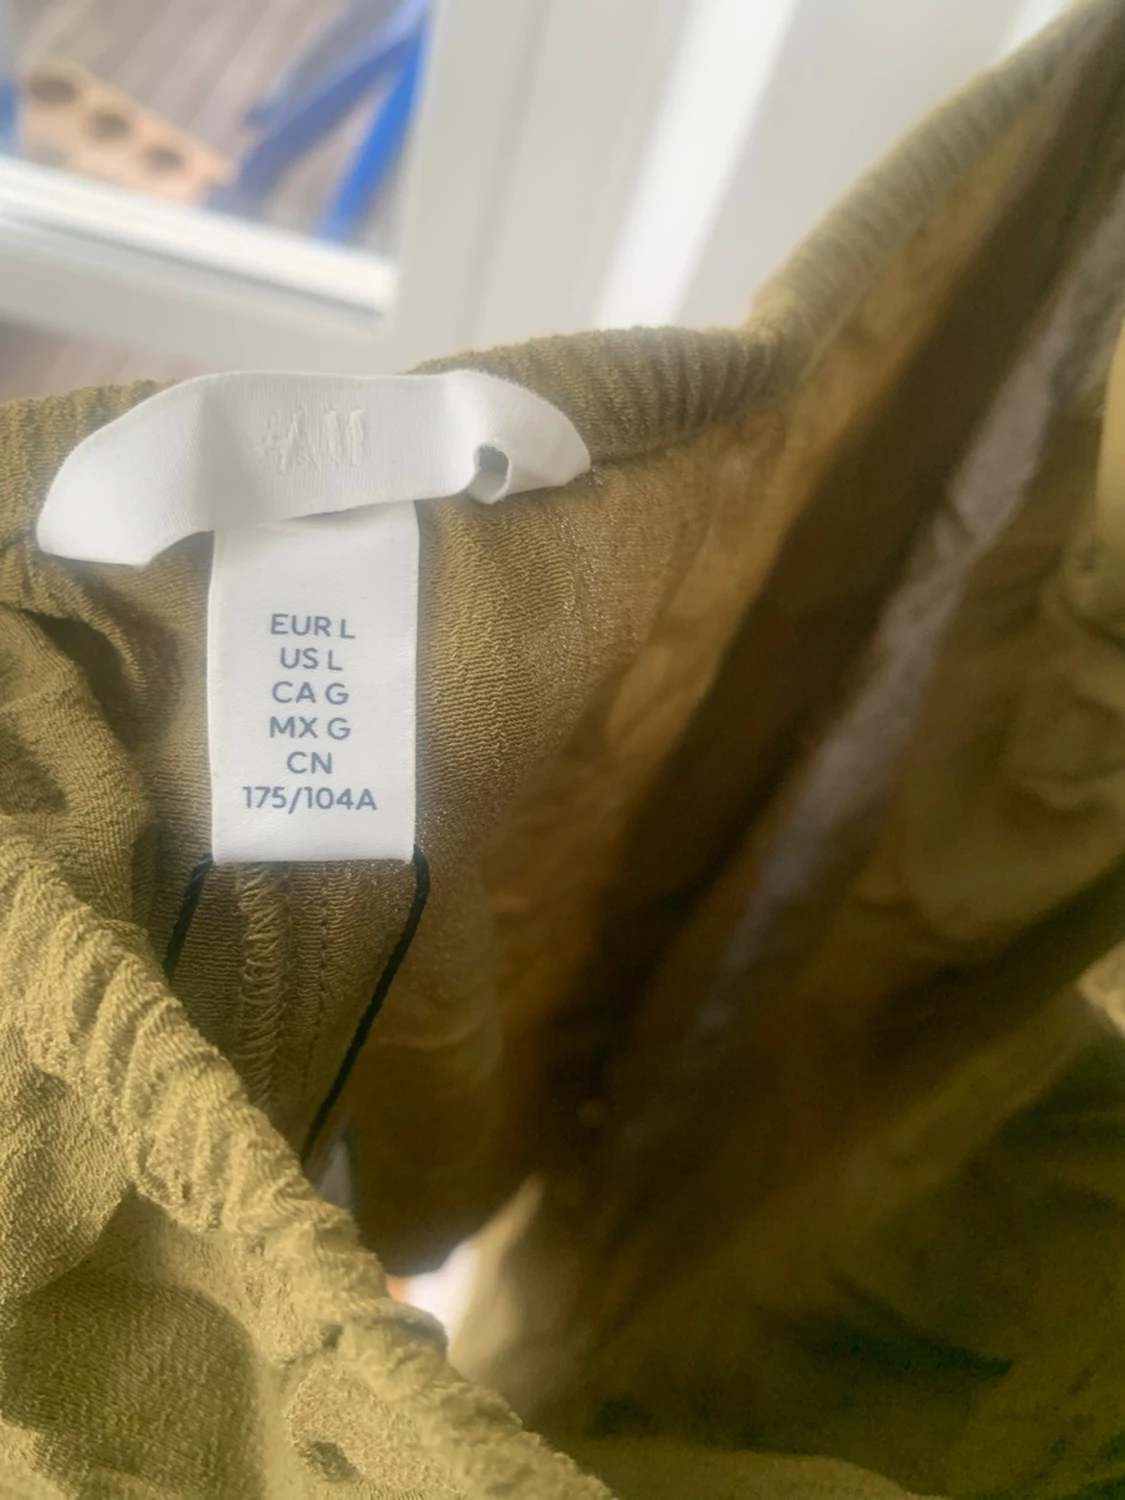 H&M
EUR L
US L
CA G
MX G
CN
175/104A